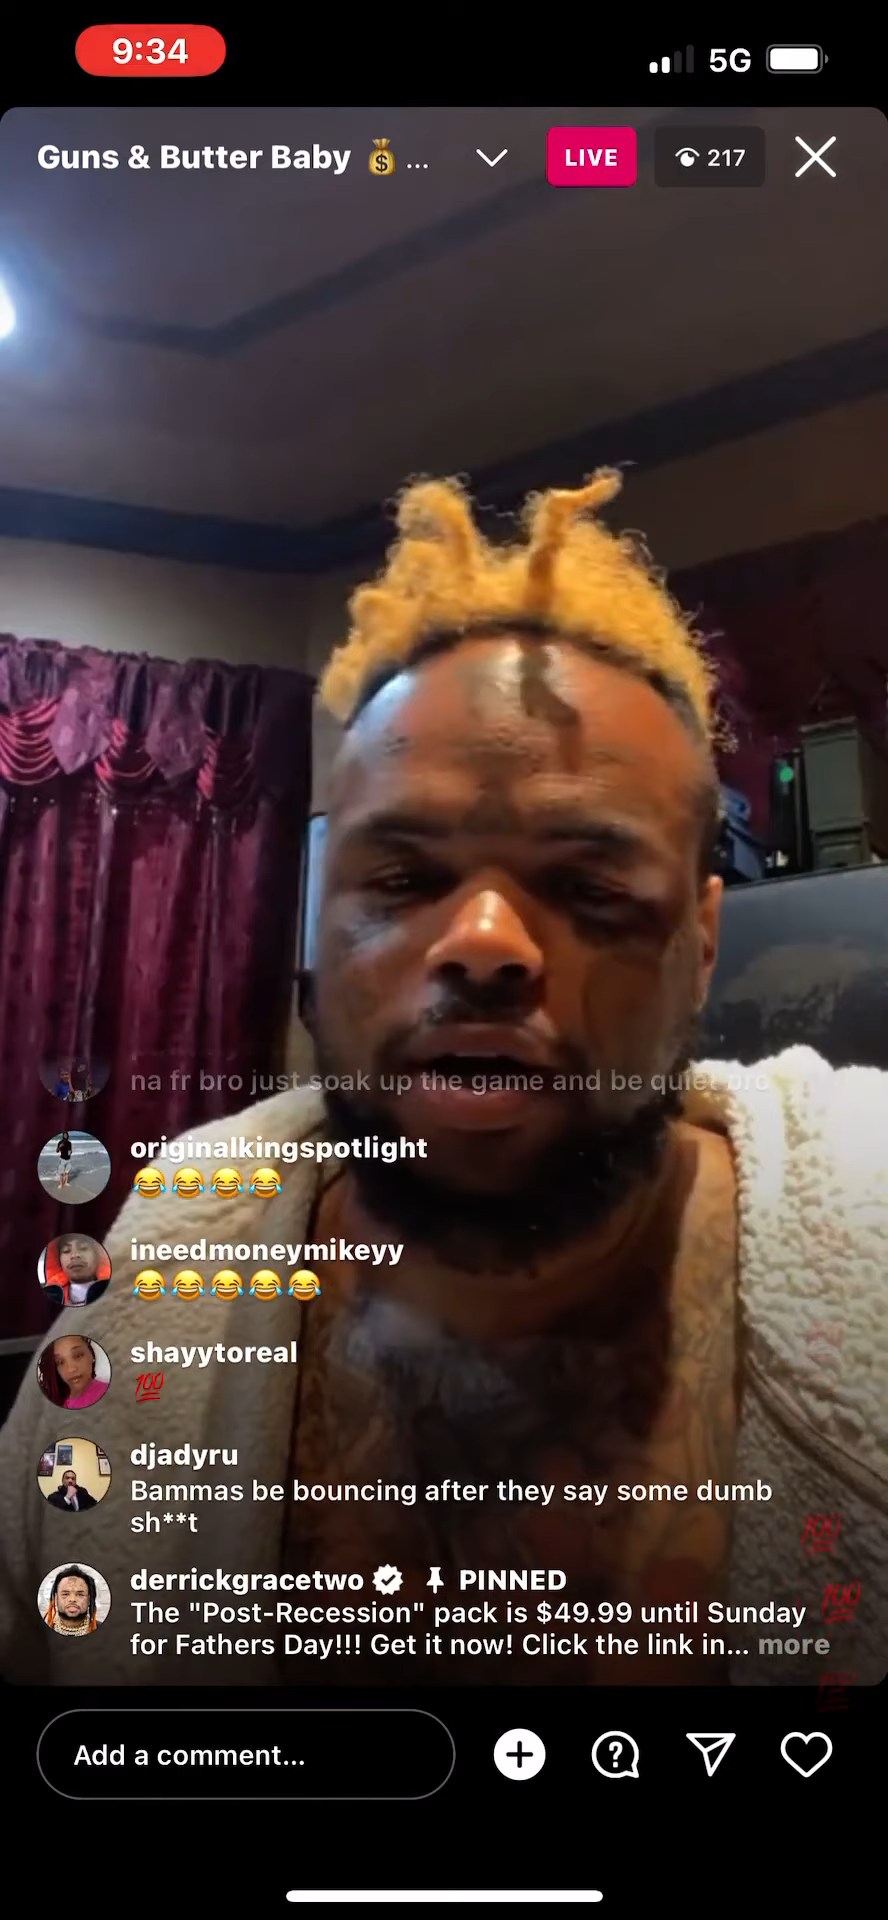 9:34 5G
Guns & Butter Baby 💰 ... LIVE 217
na fr bro just soak up the game and be quiet bro
originalkingspotlight
😂😂😂😂
ineedmoneymikeyy
😂😂😂😂😂
shayytoreal
💯
djadyru
Bammas be bouncing after they say some dumb
sh**t
derrickgracetwo PINNED
The "Post-Recession" pack is $49.99 until Sunday
for Fathers Day!!! Get it now! Click the link in... more
Add a comment...